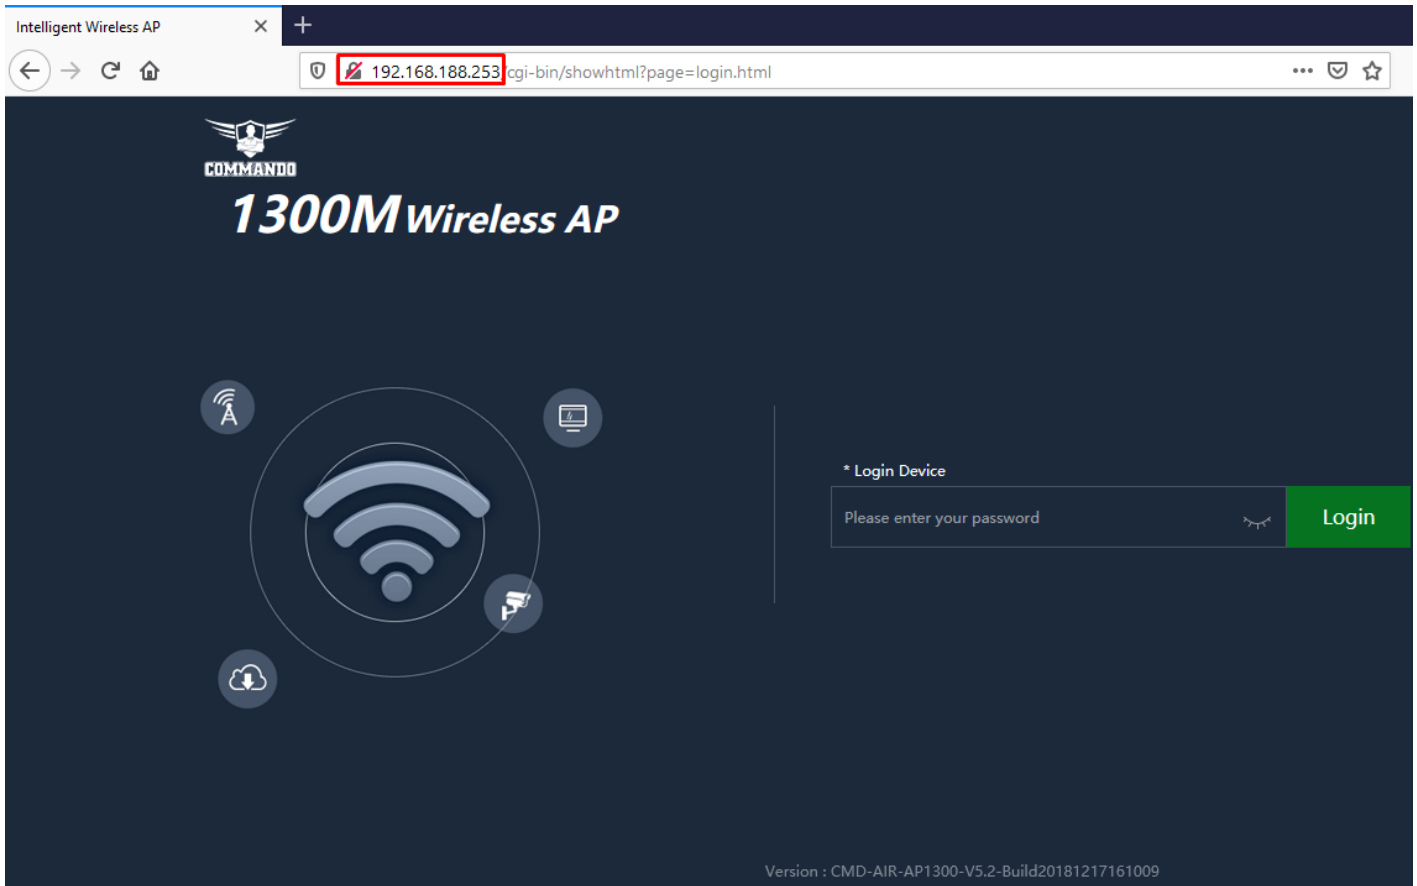 Intelligent Wireless AP
192.168.188.253/cgi-bin/showhtml?page=login.html
COMMANDO
1300M Wireless AP
* Login Device
Please enter your password
Login
Version : CMD-AIR-AP1300-V5.2-Build20181217161009